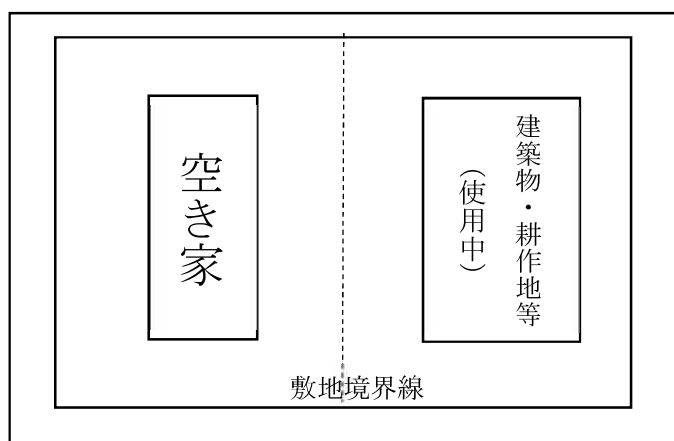 空き家
建築物・耕作地等
（使用中）
敷地境界線